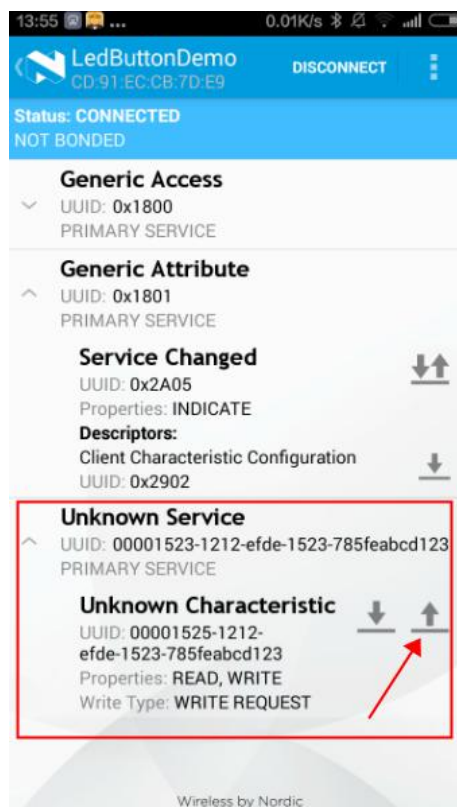 13:55 ... 0.01K/s
LedButtonDemo
CD:91:EC:CB:7D:E9
DISCONNECT
Status: CONNECTED
NOT BONDED
Generic Access
UUID: 0x1800
PRIMARY SERVICE
Generic Attribute
UUID: 0x1801
PRIMARY SERVICE
Service Changed
UUID: 0x2A05
Properties: INDICATE
Descriptors:
Client Characteristic Configuration
UUID: 0x2902
Unknown Service
UUID: 00001523-1212-efde-1523-785feabcd123
PRIMARY SERVICE
Unknown Characteristic
UUID: 00001525-1212-
efde-1523-785feabcd123
Properties: READ, WRITE
Write Type: WRITE REQUEST
Wireless by Nordic